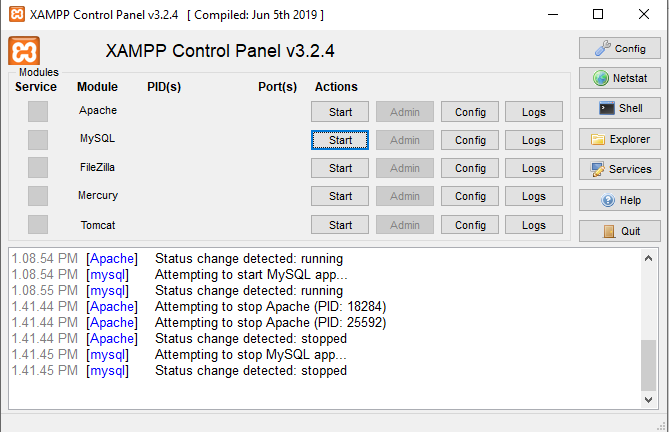 XAMPP Control Panel v3.2.4 [ Compiled: Jun 5th 2019 ]
XAMPP Control Panel v3.2.4
Config
Modules
Service Module PID(s) Port(s) Actions
Netstat
Apache Start Admin Config Logs
Shell
MySQL Start Admin Config Logs
Explorer
FileZilla Start Admin Config Logs
Services
Mercury Start Admin Config Logs
Help
Tomcat Start Admin Config Logs
Quit
1.08.54 PM [Apache] Status change detected: running
1.08.54 PM [mysql] Attempting to start MySQL app...
1.08.55 PM [mysql] Status change detected: running
1.41.44 PM [Apache] Attempting to stop Apache (PID: 18284)
1.41.44 PM [Apache] Attempting to stop Apache (PID: 25592)
1.41.44 PM [Apache] Status change detected: stopped
1.41.45 PM [mysql] Attempting to stop MySQL app...
1.41.45 PM [mysql] Status change detected: stopped